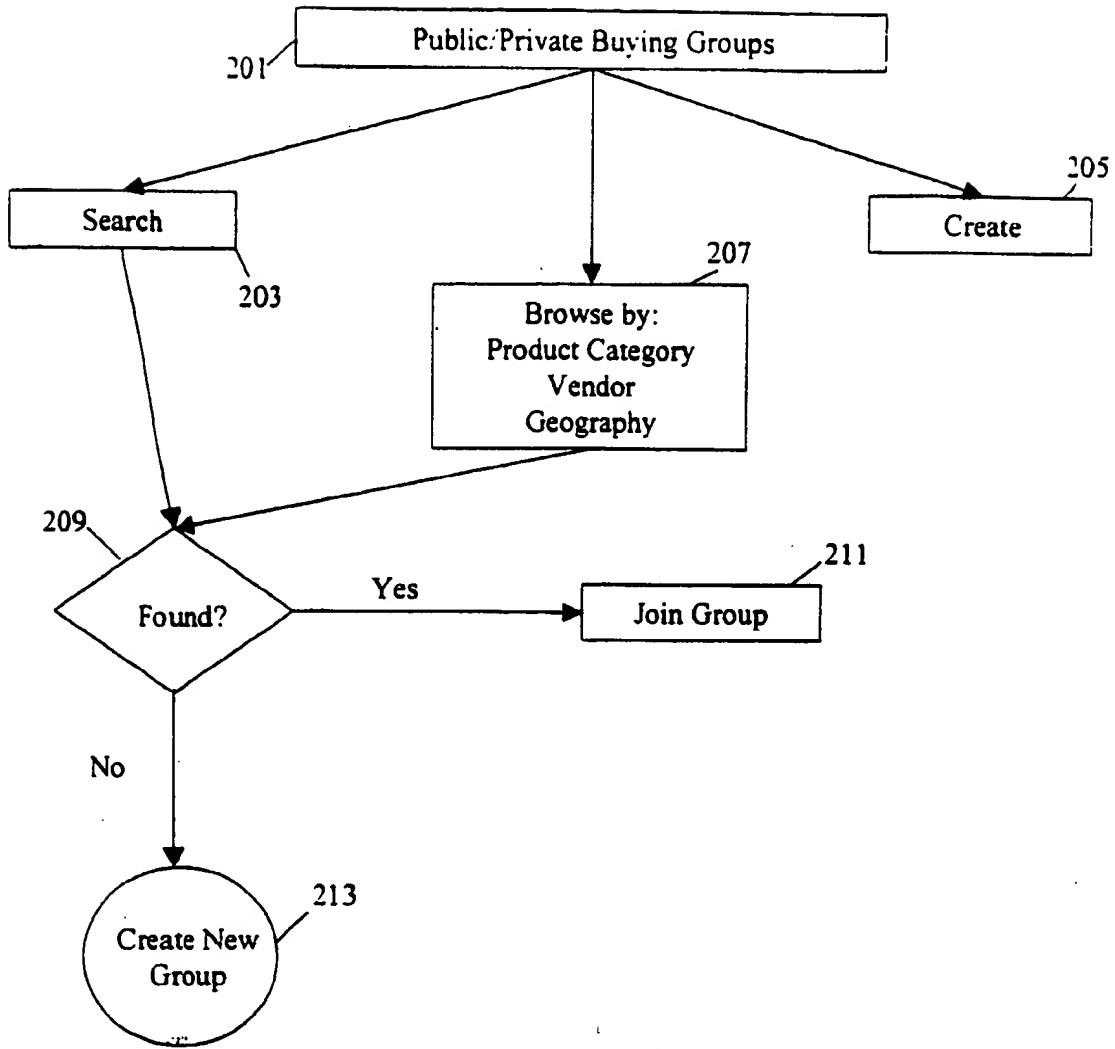 Public/Private Buying Groups
201
205
Search
Create
203
207
Browse by:
Product Category
Vendor
Geography
209
Found?
Yes
211
Join Group
No
213
Create New
Group